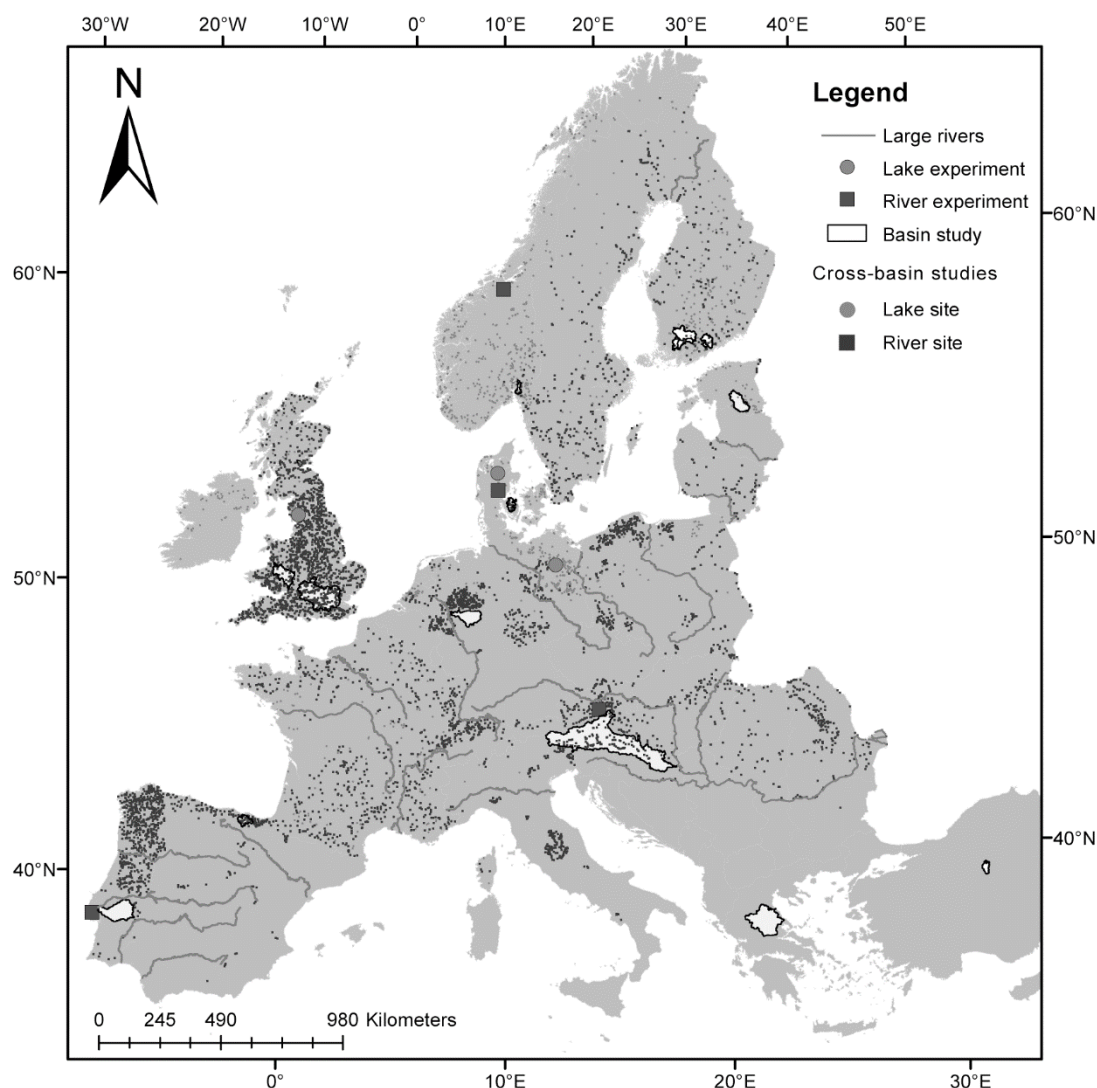 30°W 20°W 10°W 0° 10°E 20°E 30°E 40°E 50°E
N
Legend
Large rivers
Lake experiment
River experiment
Basin study
Cross-basin studies
Lake site
River site
60°N
60°N
50°N
50°N
40°N
40°N
0 245 490 980 Kilometers
0° 10°E 20°E 30°E